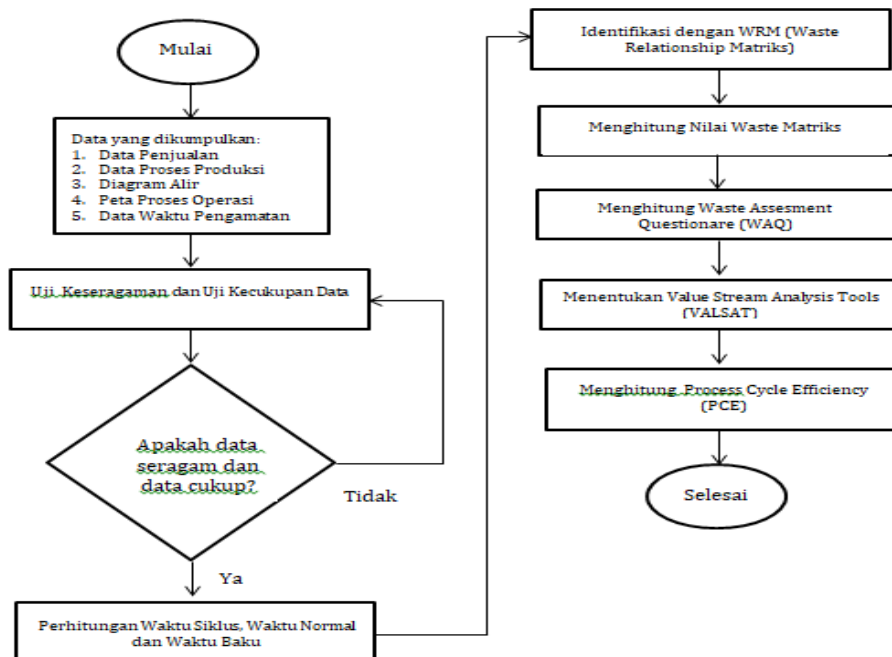 Mulai
Data yang dikumpulkan:
1. Data Penjualan
2. Data Proses Produksi
3. Diagram Alir
4. Peta Proses Operasi
5. Data Waktu Pengamatan
Uji Keseragaman dan Uji Kecukupan Data
Apakah data
seragam dan
data cukup?
Tidak
Ya
Perhitungan Waktu Siklus, Waktu Normal
dan Waktu Baku
Identifikasi dengan WRM (Waste
Relationship Matriks)
Menghitung Nilai Waste Matriks
Menghitung Waste Assesment
Questionare (WAQ)
Menentukan Value Stream Analysis Tools
(VALSAT)
Menghitung Process Cycle Efficiency
(PCE)
Selesai